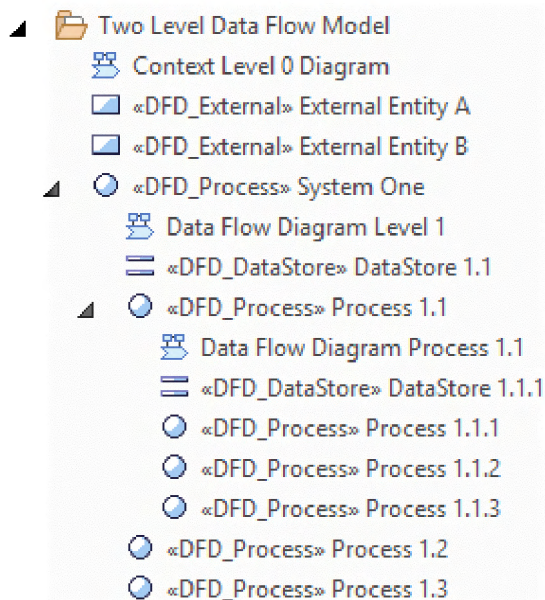 Two Level Data Flow Model
Context Level 0 Diagram
«DFD_External» External Entity A
«DFD_External» External Entity B
«DFD_Process» System One
Data Flow Diagram Level 1
«DFD_DataStore» DataStore 1.1
«DFD_Process» Process 1.1
Data Flow Diagram Process 1.1
«DFD_DataStore» DataStore 1.1.1
«DFD_Process» Process 1.1.1
«DFD_Process» Process 1.1.2
«DFD_Process» Process 1.1.3
«DFD_Process» Process 1.2
«DFD_Process» Process 1.3